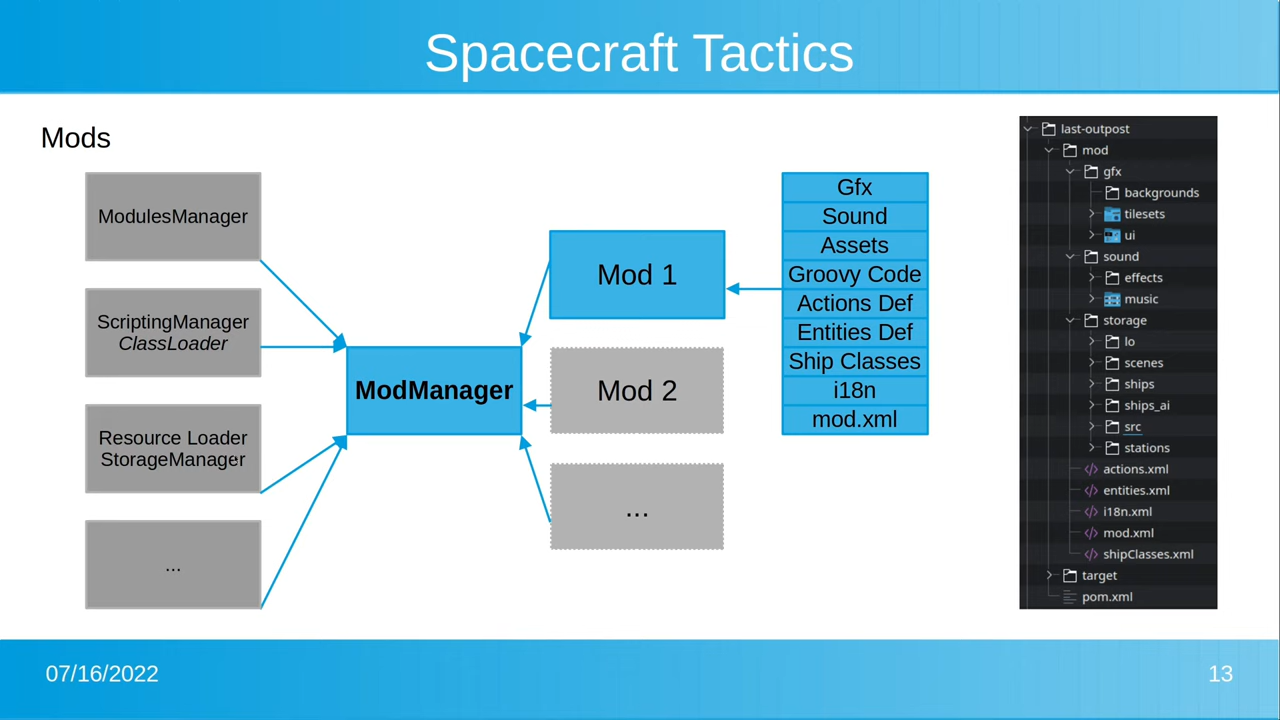 Spacecraft Tactics
Mods
ModulesManager
ScriptingManager
ClassLoader
Resource Loader
StorageManager
...
ModManager
Mod 1
Mod 2
...
Gfx
Sound
Assets
Groovy Code
Actions Def
Entities Def
Ship Classes
i18n
mod.xml
last-outpost
mod
gfx
backgrounds
tilesets
ui
sound
effects
music
storage
lo
scenes
ships
ships_ai
src
stations
actions.xml
entities.xml
i18n.xml
mod.xml
shipClasses.xml
target
pom.xml
07/16/2022
13